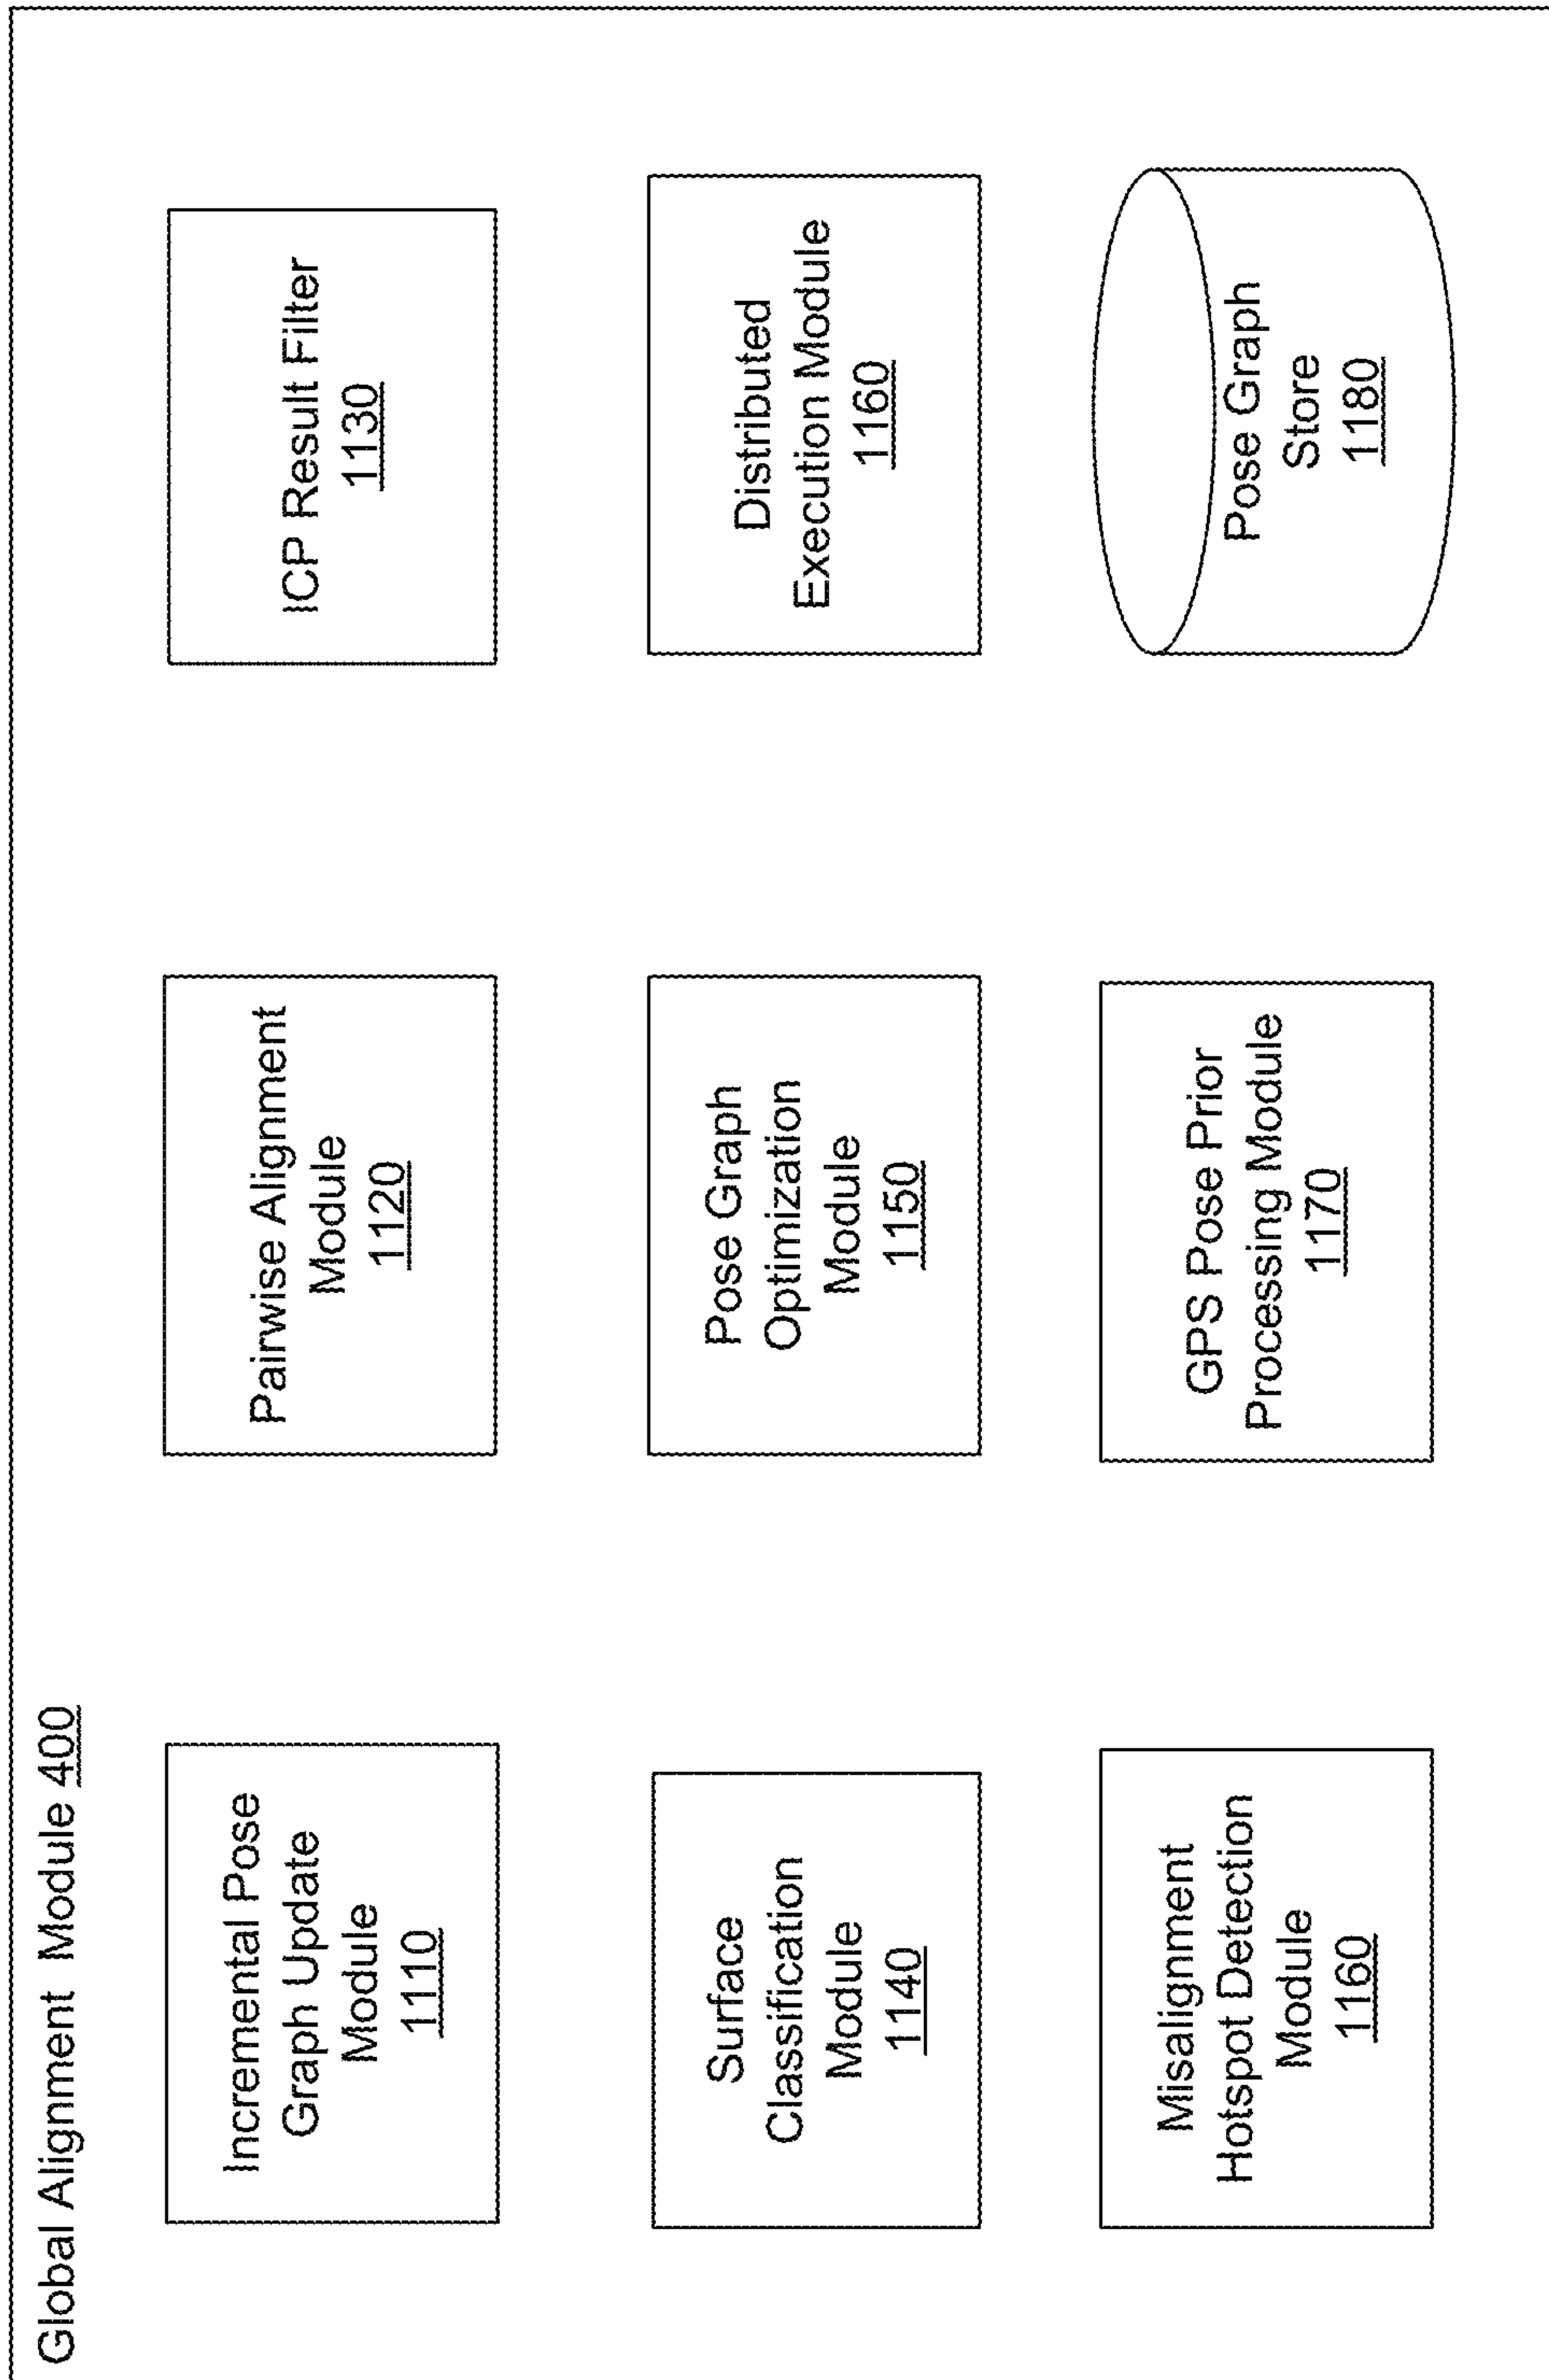 Global Alignment Module 400
Incremental Pose
Graph Update
Module
1110
Pairwise Alignment
Module
1120
ICP Result Filter
1130
Surface
Classification
Module
1140
Pose Graph
Optimization
Module
1150
Distributed
Execution Module
1160
Misalignment
Hotspot Detection
Module
1160
GPS Pose Prior
Processing Module
1170
Pose Graph
Store
1180